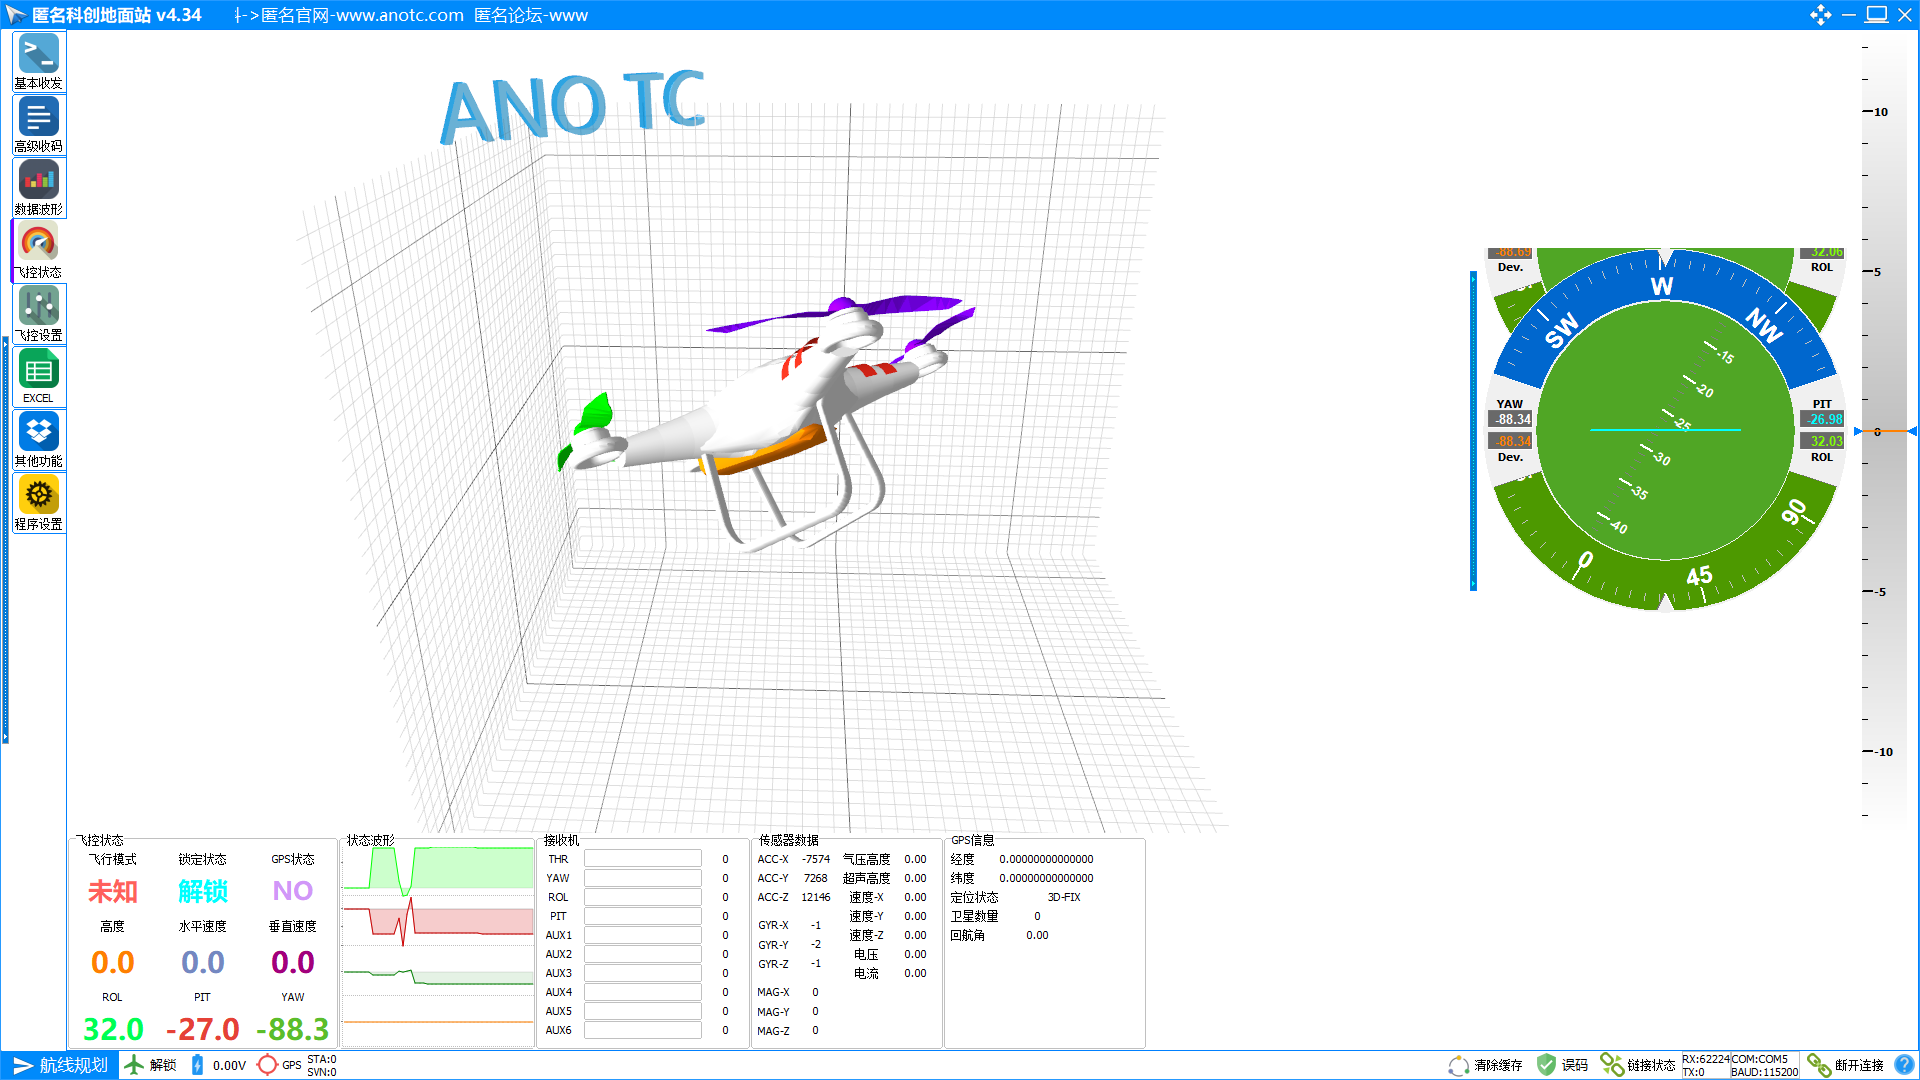 匿名科创地面站 v4.34
->匿名官网-www.anotc.com 匿名论坛-www
基本收发
高级收码
数据波形
飞控状态
飞控设置
EXCEL
其他功能
程序设置
ANO TC
10
5
0
-5
-10
-88.69
Dev.
32.06
ROL
W
SW
NW
-15
-20
-25
-30
-35
-40
YAW
-88.34
-88.34
Dev.
PIT
-26.98
32.03
ROL
90
0
45
飞控状态
飞行模式 锁定状态 GPS状态
未知 解锁 NO
高度 水平速度 垂直速度
0.0 0.0 0.0
ROL PIT YAW
32.0 -27.0 -88.3
状态波形
接收机
THR 0
YAW 0
ROL 0
PIT 0
AUX1 0
AUX2 0
AUX3 0
AUX4 0
AUX5 0
AUX6 0
传感器数据
ACC-X -7574 气压高度 0.00
ACC-Y 7268 超声高度 0.00
ACC-Z 12146 速度-X 0.00
速度-Y 0.00
GYR-X -1
速度-Z 0.00
GYR-Y -2
电压 0.00
GYR-Z -1
电流 0.00
MAG-X 0
MAG-Y 0
MAG-Z 0
GPS信息
经度 0.00000000000000
纬度 0.00000000000000
定位状态 3D-FIX
卫星数量 0
回航角 0.00
航线规划 解锁 0.00V GPS STA:0
SVN:0
清除缓存 误码 链接状态 RX:62224 COM:COM5
TX:0 BAUD:115200
断开连接